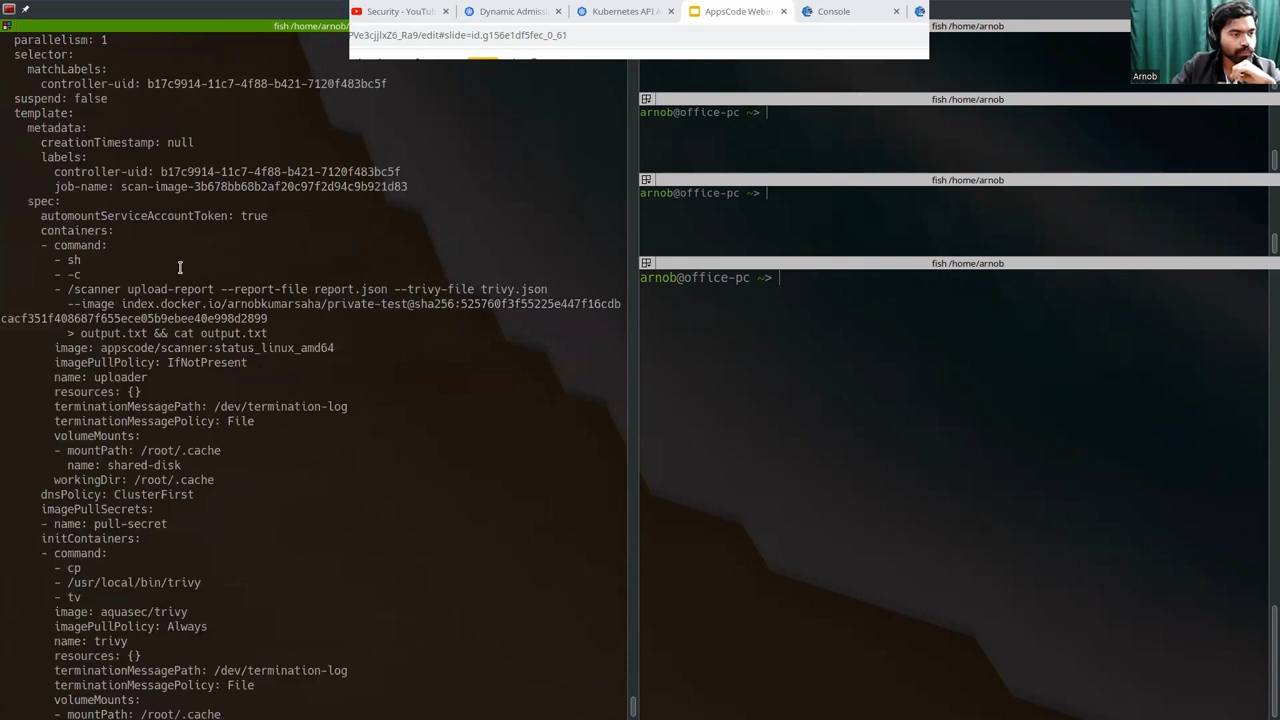 Security - YouTu
Dynamic Admiss
Kubernetes API A
AppsCode Webin
Console
PVe3cjjlxZ6_Ra9/edit#slide=id.g156e1df5fec_0_61
Arnob
fish /home/arnob/
parallelism: 1
selector:
matchLabels:
controller-uid: b17c9914-11c7-4f88-b421-7120f483bc5f
suspend: false
template:
metadata:
creationTimestamp: null
labels:
controller-uid: b17c9914-11c7-4f88-b421-7120f483bc5f
job-name: scan-image-3b678bb68b2af20c97f2d94c9b921d83
spec:
automountServiceAccountToken: true
containers:
- command:
- sh
- -c
- /scanner upload-report --report-file report.json --trivy-file trivy.json
--image index.docker.io/arnobkumarsaha/private-test@sha256:525760f3f55225e447f16cdb
cacf351f408687f655ece05b9ebee40e998d2899
> output.txt && cat output.txt
image: appscode/scanner:status_linux_amd64
imagePullPolicy: IfNotPresent
name: uploader
resources: {}
terminationMessagePath: /dev/termination-log
terminationMessagePolicy: File
volumeMounts:
- mountPath: /root/.cache
name: shared-disk
workingDir: /root/.cache
dnsPolicy: ClusterFirst
imagePullSecrets:
- name: pull-secret
initContainers:
- command:
- cp
- /usr/local/bin/trivy
- tv
image: aquasec/trivy
imagePullPolicy: Always
name: trivy
resources: {}
terminationMessagePath: /dev/termination-log
terminationMessagePolicy: File
volumeMounts:
- mountPath: /root/.cache
fish /home/arnob
fish /home/arnob
arnob@office-pc ~>
fish /home/arnob
arnob@office-pc ~>
fish /home/arnob
arnob@office-pc ~>